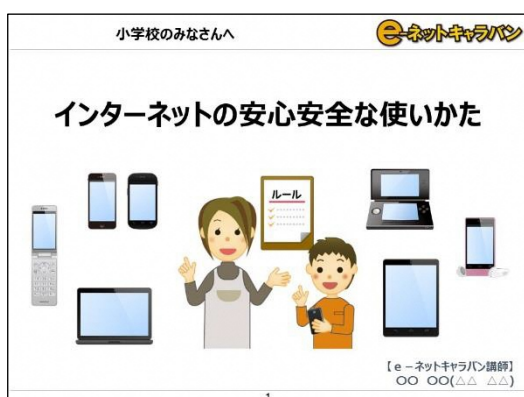 小学校のみなさんへ
e-ネットキャラバン
インターネットの安心安全な使いかた
ルール
【e－ネットキャラバン講師】
○○ ○○(△△ △△)
1